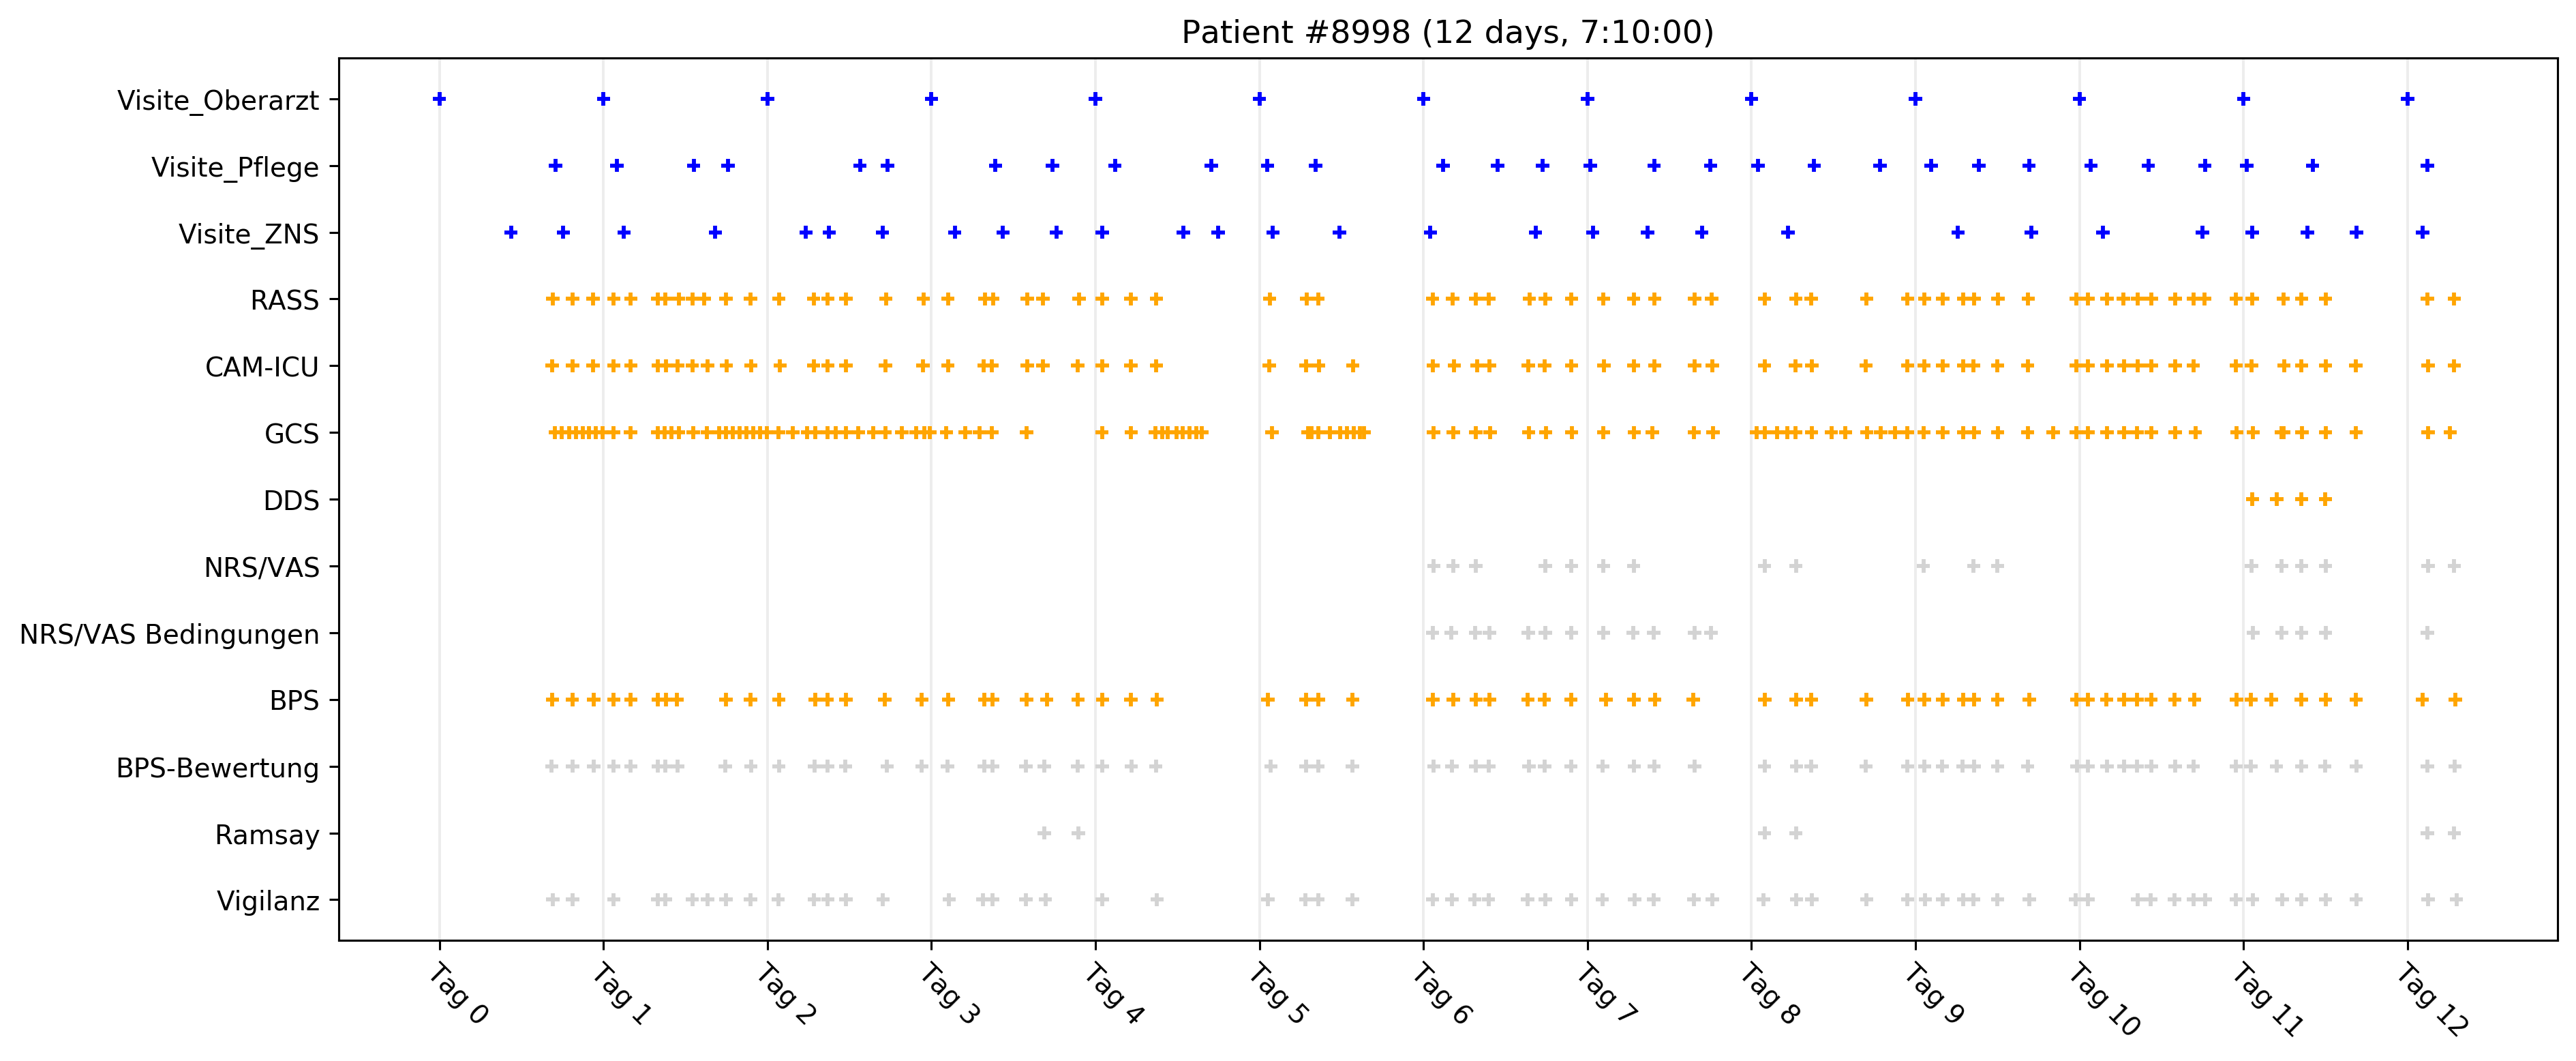 Patient #8998 (12 days, 7:10:00)
Visite_Oberarzt
Visite_Pflege
Visite_ZNS
RASS
CAM-ICU
GCS
DDS
NRS/VAS
NRS/VAS Bedingungen
BPS
BPS-Bewertung
Ramsay
Vigilanz
Tag 0
Tag 1
Tag 2
Tag 3
Tag 4
Tag 5
Tag 6
Tag 7
Tag 8
Tag 9
Tag 10
Tag 11
Tag 12